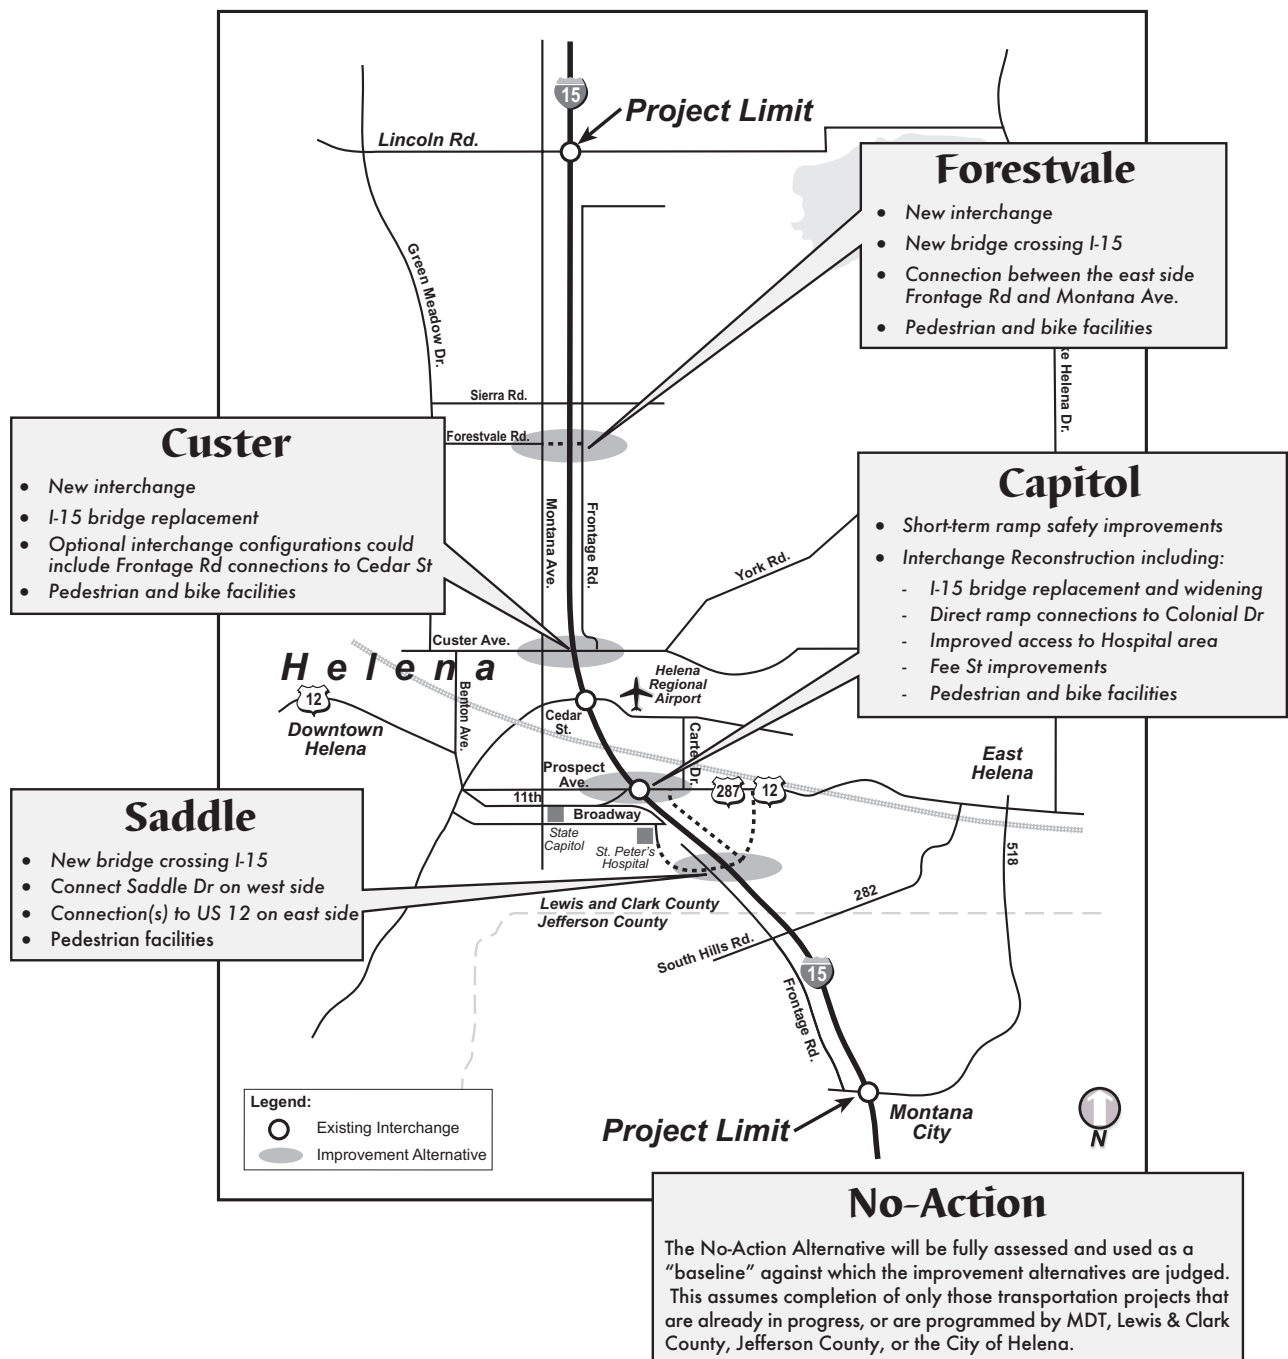 15
Project Limit
Lincoln Rd.
Forestvale
• New interchange
• New bridge crossing I-15
• Connection between the east side
Frontage Rd and Montana Ave.
• Pedestrian and bike facilities
Green Meadow Dr.
ke Helena Dr.
Sierra Rd.
Forestvale Rd.
Custer
• New interchange
• I-15 bridge replacement
• Optional interchange configurations could
include Frontage Rd connections to Cedar St
• Pedestrian and bike facilities
Montana Ave.
Frontage Rd.
York Rd.
Capitol
• Short-term ramp safety improvements
• Interchange Reconstruction including:
- I-15 bridge replacement and widening
- Direct ramp connections to Colonial Dr
- Improved access to Hospital area
- Fee St improvements
- Pedestrian and bike facilities
Custer Ave.
Helena
12
Downtown
Helena
Benton Ave.
Helena
Regional
Airport
Cedar
St.
Carter Dr.
East
Helena
Prospect
Ave.
287
12
11th
Broadway
State
Capitol
St. Peter's
Hospital
518
282
Saddle
• New bridge crossing I-15
• Connect Saddle Dr on west side
• Connection(s) to US 12 on east side
• Pedestrian facilities
Lewis and Clark County
Jefferson County
South Hills Rd.
15
Frontage Rd.
Legend:
Existing Interchange
Improvement Alternative
Project Limit
Montana
City
N
No-Action
The No-Action Alternative will be fully assessed and used as a
“baseline” against which the improvement alternatives are judged.
This assumes completion of only those transportation projects that
are already in progress, or are programmed by MDT, Lewis & Clark
County, Jefferson County, or the City of Helena.